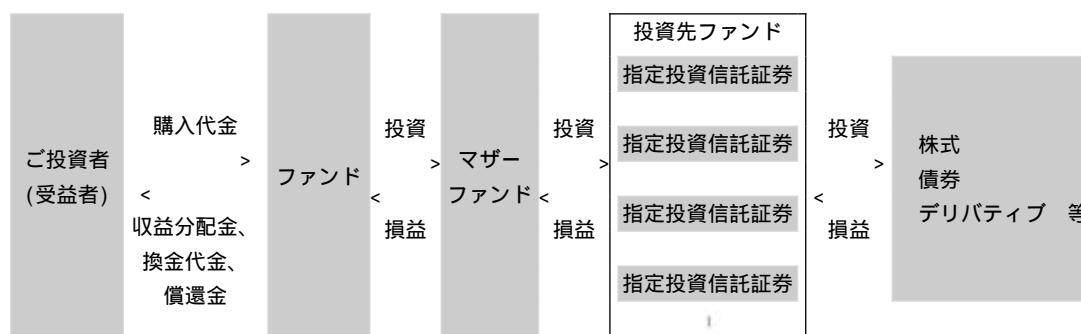 ご投資者
(受益者)
購入代金
>
<
収益分配金、
換金代金、
償還金
ファンド
投資
>
<
損益
マザー
ファンド
投資
>
<
損益
投資先ファンド
指定投資信託証券
指定投資信託証券
指定投資信託証券
指定投資信託証券
投資
>
<
損益
株式
債券
デリバティブ 等